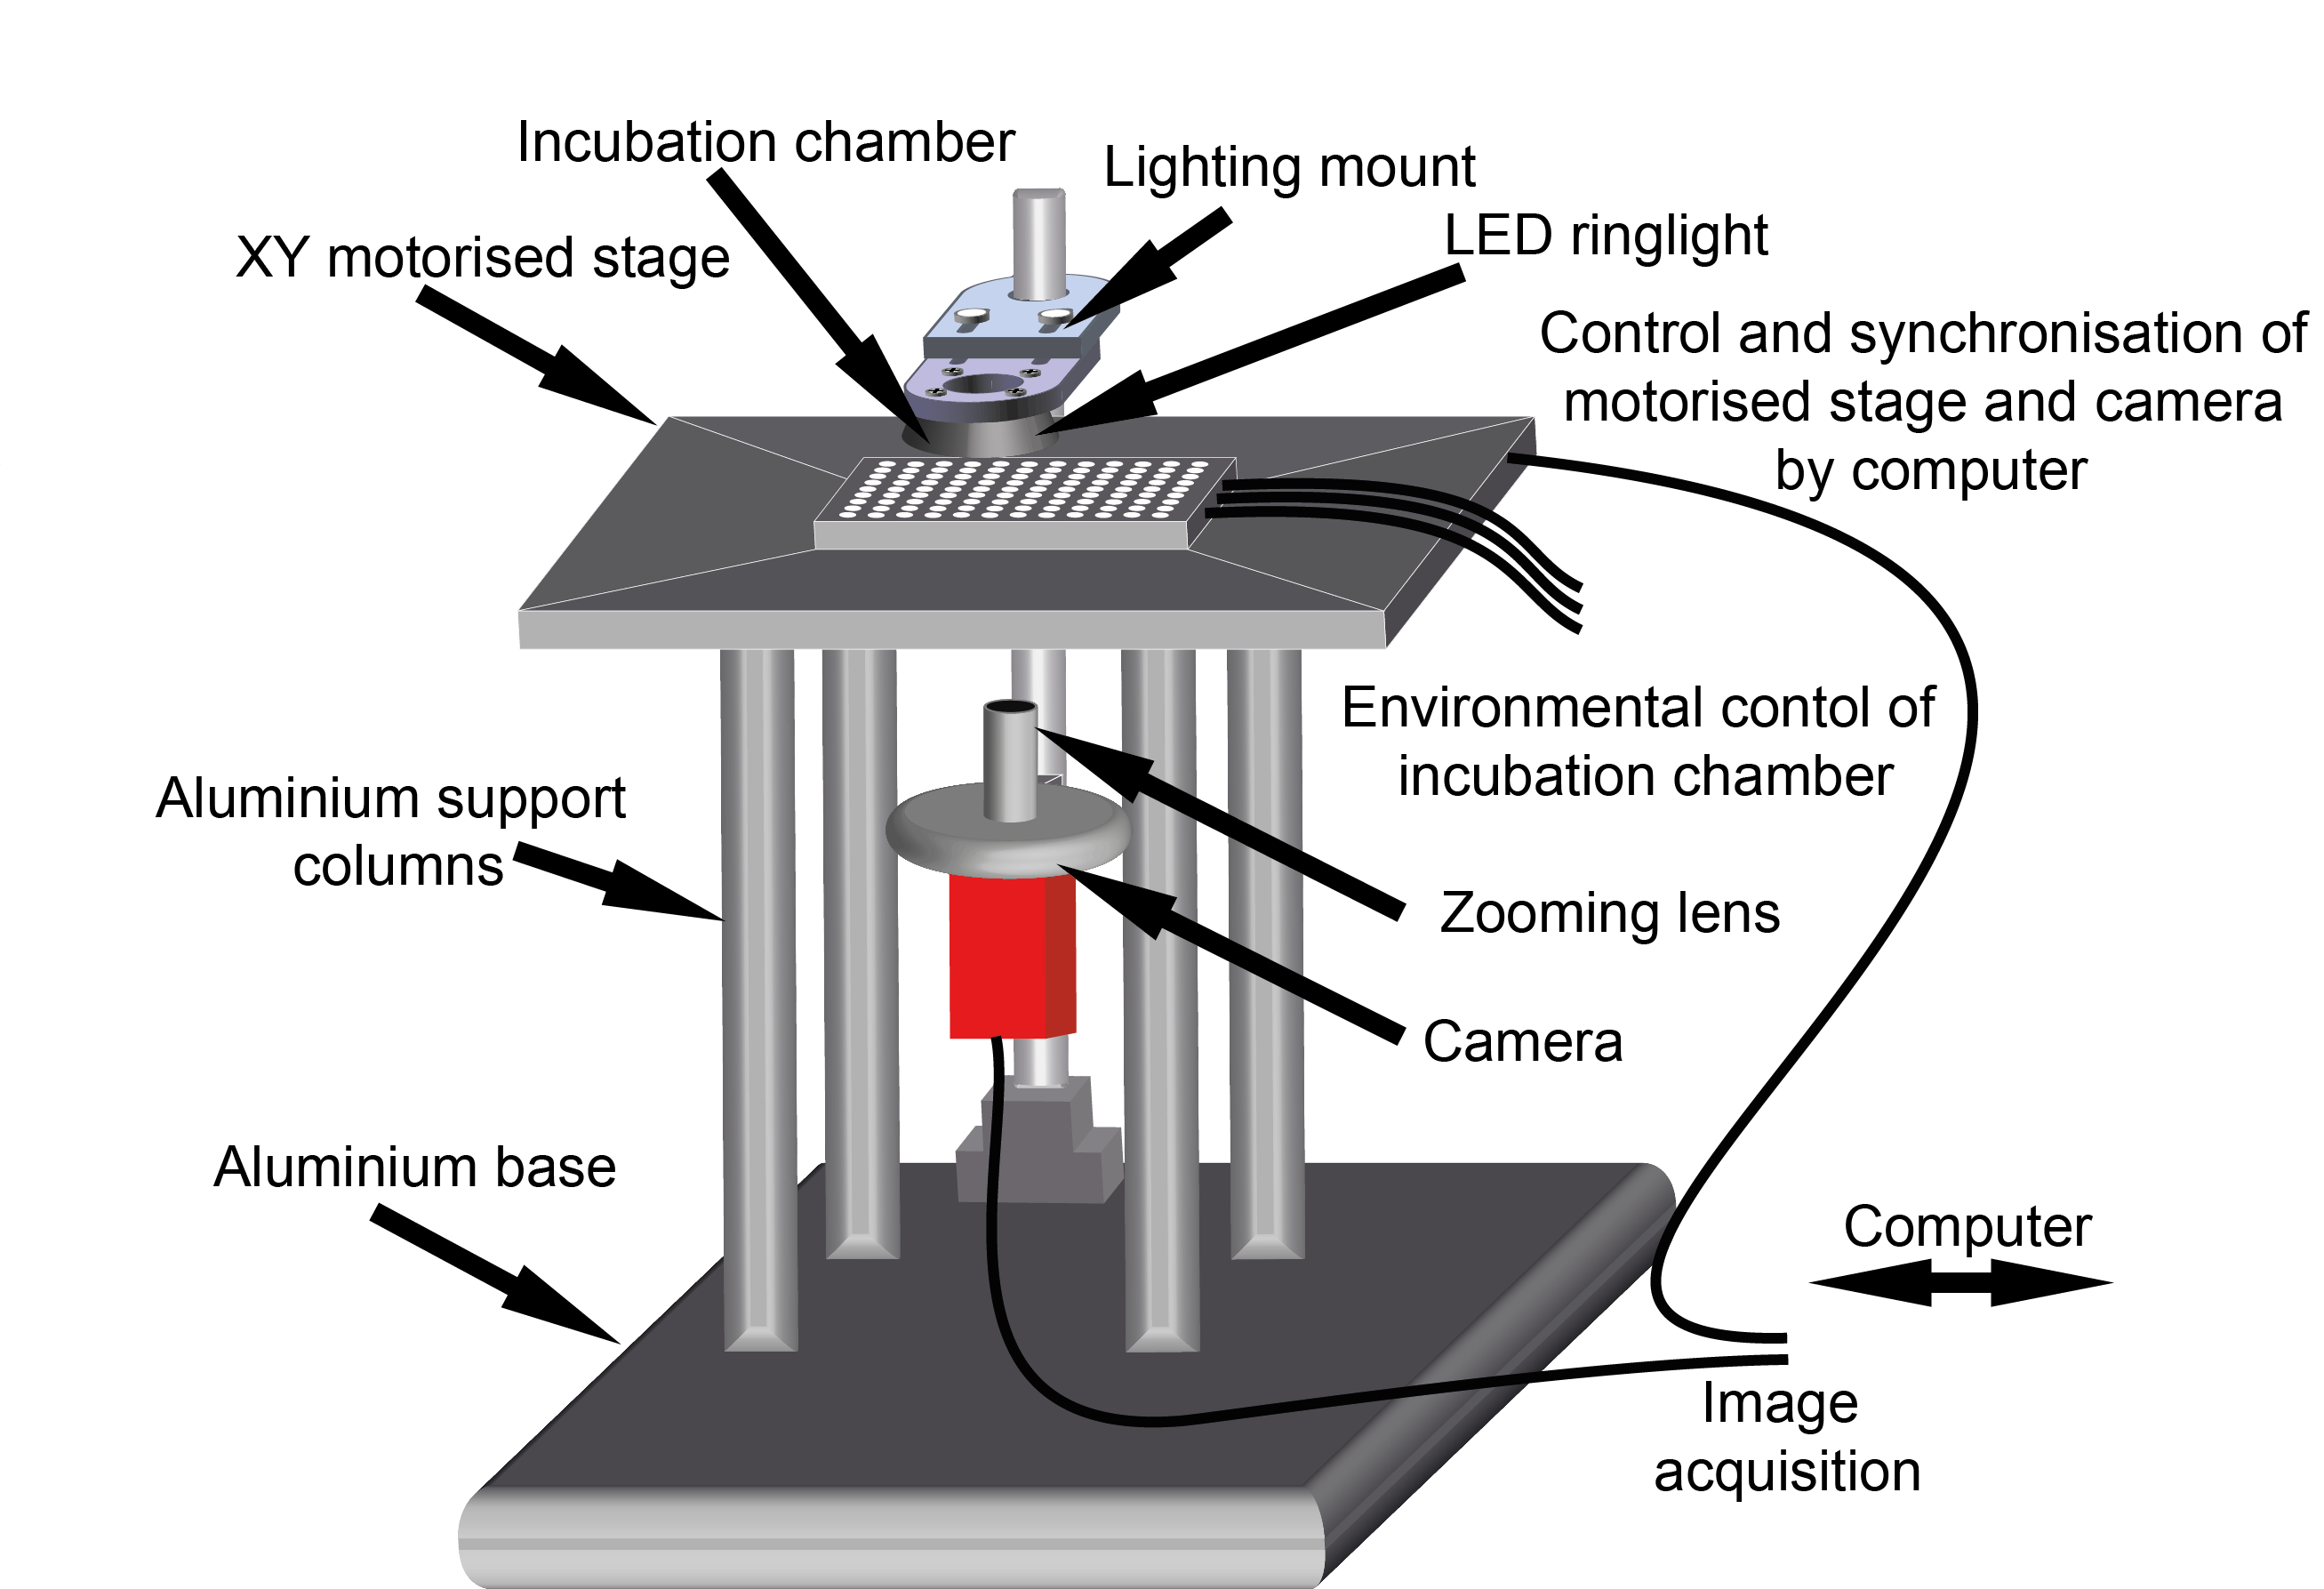 Incubation chamber
Lighting mount
XY motorised stage
LED ringlight
Control and synchronisation of
motorised stage and camera
by computer
Environmental contol of
incubation chamber
Aluminium support
columns
Zooming lens
Camera
Aluminium base
Computer
Image
acquisition